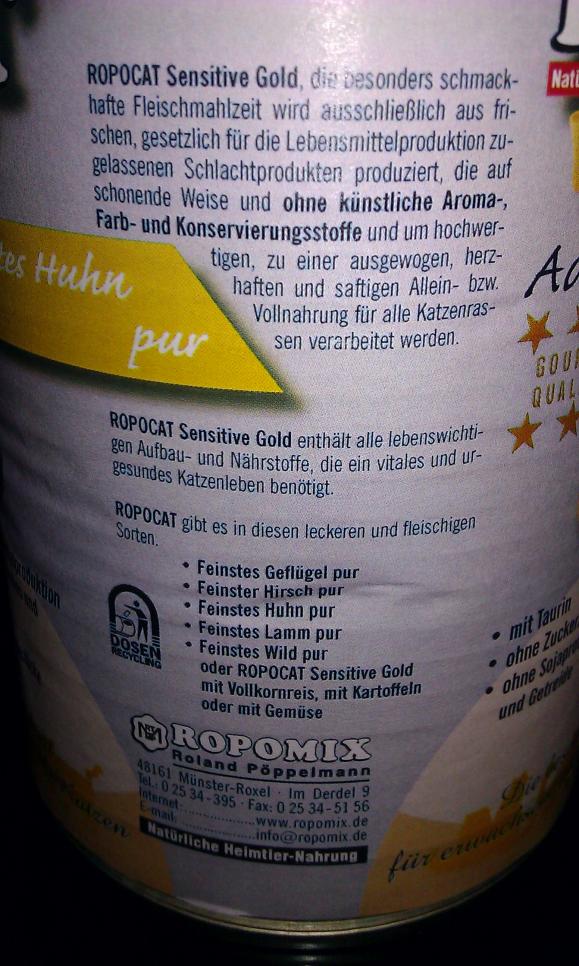 ROPOCAT Sensitive Gold, die besonders schmack-
hafte Fleischmahlzeit wird ausschließlich aus fri-
schen, gesetzlich für die Lebensmittelproduktion zu-
gelassenen Schlachtprodukten produziert, die auf
schonende Weise und ohne künstliche Aroma-,
Farb- und Konservierungsstoffe und um hochwer-
tigen, zu einer ausgewogen, herz-
haften und saftigen Allein- bzw.
Vollnahrung für alle Katzenras-
sen verarbeitet werden.
Huhn
pur
ROPOCAT Sensitive Gold enthält alle lebenswichti-
gen Aufbau- und Nährstoffe, die ein vitales und ur-
gesundes Katzenleben benötigt.
ROPOCAT gibt es in diesen leckeren und fleischigen
Sorten.
• Feinstes Geflügel pur
• Feinster Hirsch pur
• Feinstes Huhn pur
• Feinstes Lamm pur
• Feinstes Wild pur
oder ROPOCAT Sensitive Gold
mit Vollkornreis, mit Kartoffeln
oder mit Gemüse
DOSEN
RECYCLING
ROPOMIX
Roland Pöppelmann
48161 Münster-Roxel · Im Derdel 9
Tel.: 0 25 34 - 395 · Fax: 0 25 34 - 51 56
Internet: ..........www.ropomix.de
E-mail: ..........info@ropomix.de
Natürliche Heimtier-Nahrung
• mit Taurin
• ohne Zucker
• ohne
und Getreide
für